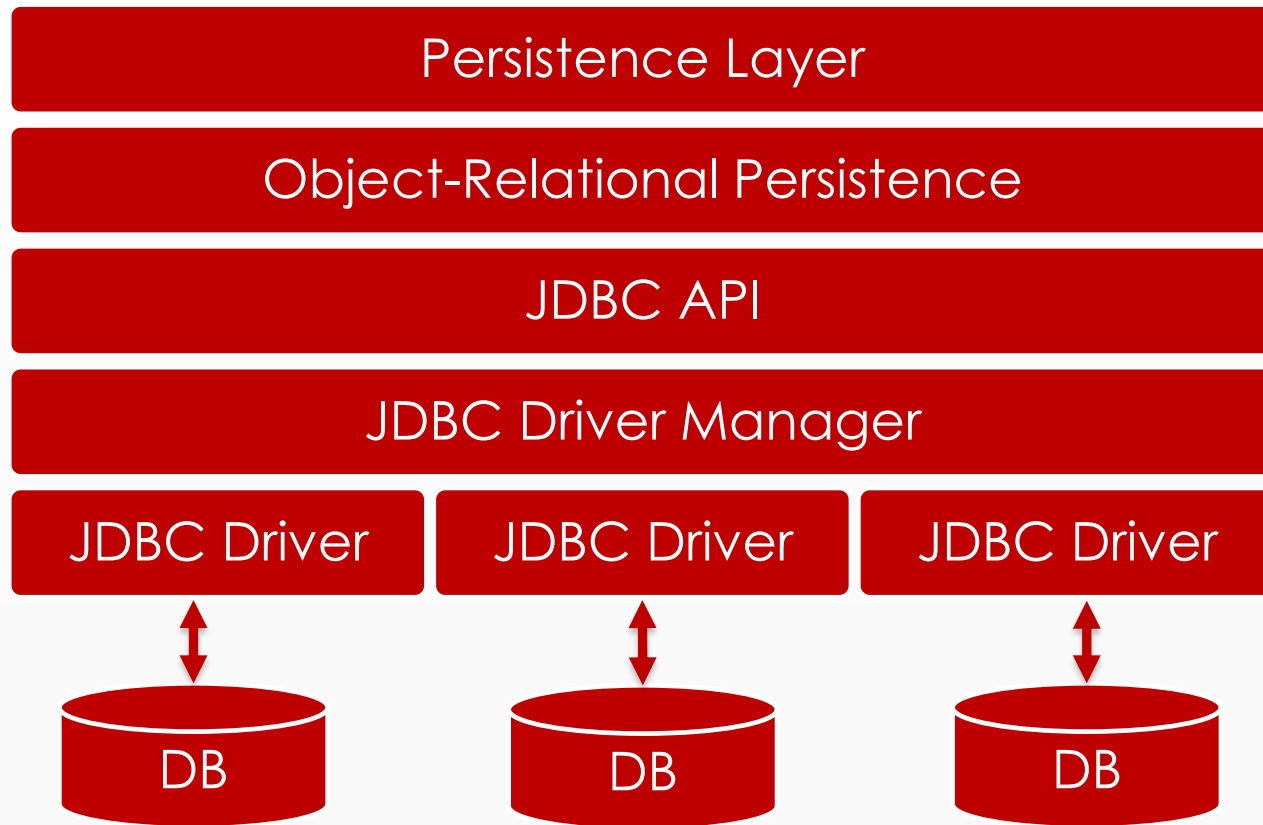 Persistence Layer
Object-Relational Persistence
JDBC API
JDBC Driver Manager
JDBC Driver
JDBC Driver
JDBC Driver
DB
DB
DB